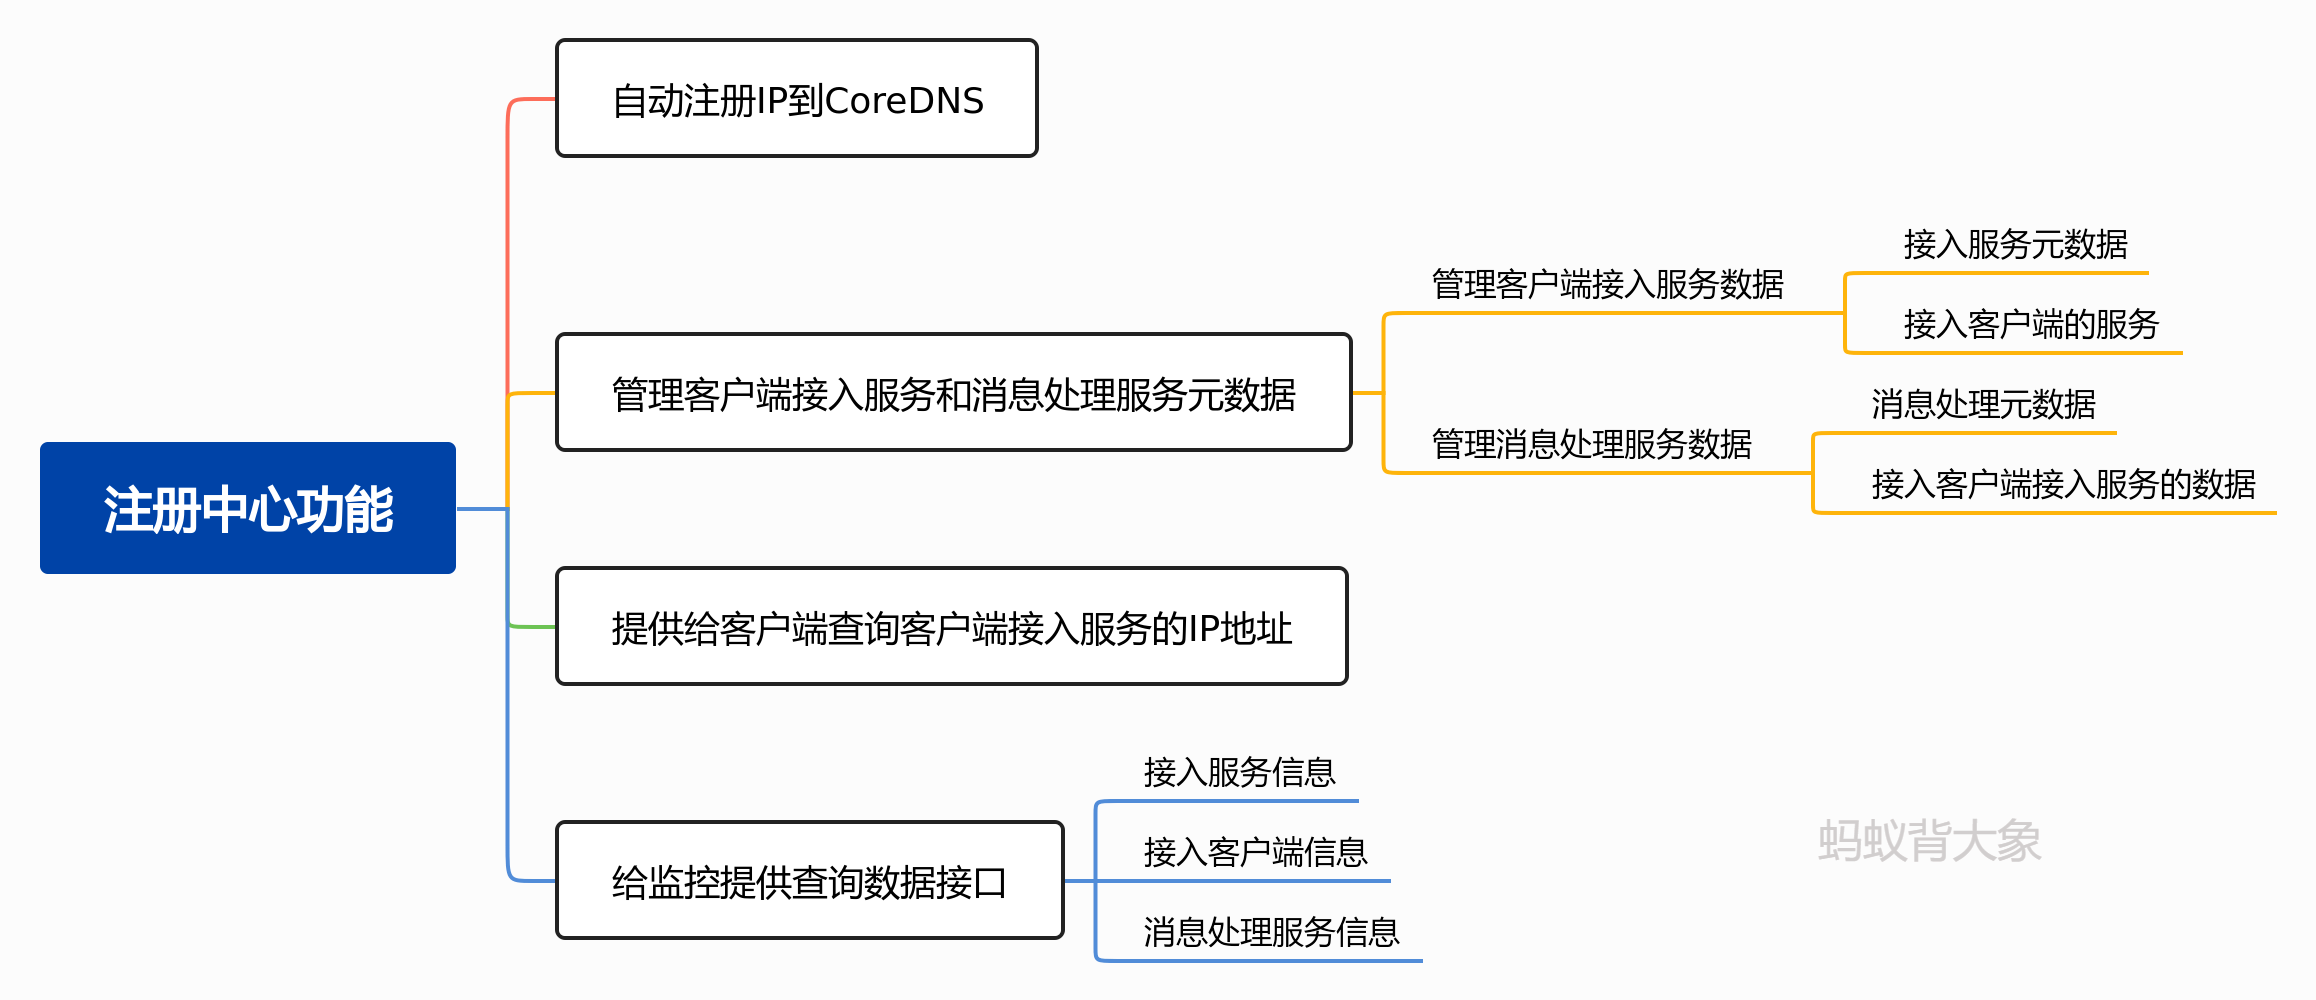 注册中心功能
自动注册IP到CoreDNS
管理客户端接入服务和消息处理服务元数据
管理客户端接入服务数据
接入服务元数据
接入客户端的服务
管理消息处理服务数据
消息处理元数据
接入客户端接入服务的数据
提供给客户端查询客户端接入服务的IP地址
给监控提供查询数据接口
接入服务信息
接入客户端信息
消息处理服务信息
蚂蚁背大象